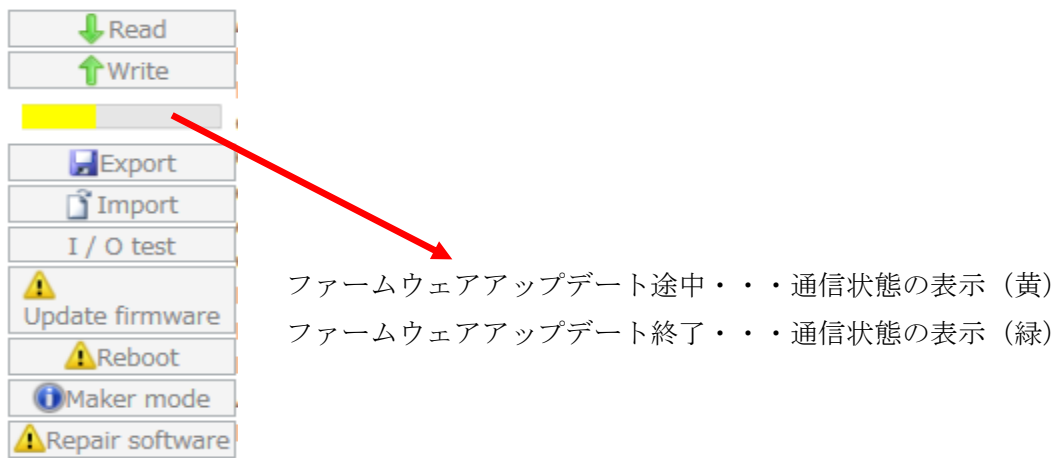 Read
Write
Export
Import
I / O test
Update firmware
Reboot
Maker mode
Repair software
ファームウェアアップデート途中・・・通信状態の表示（黄）
ファームウェアアップデート終了・・・通信状態の表示（緑）